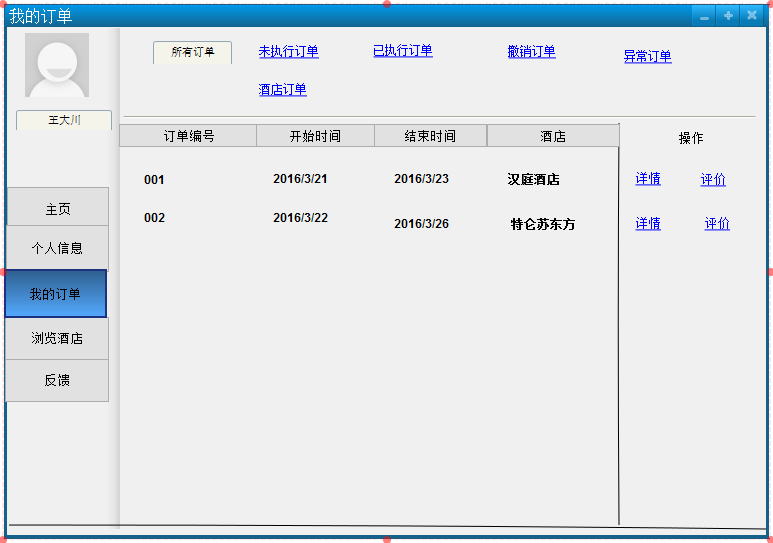 我的订单
所有订单 未执行订单 已执行订单 撤销订单 异常订单
酒店订单
王大川
订单编号 开始时间 结束时间 酒店 操作
001 2016/3/21 2016/3/23 汉庭酒店 详情 评价
002 2016/3/22 2016/3/26 特仑苏东方 详情 评价
主页
个人信息
我的订单
浏览酒店
反馈